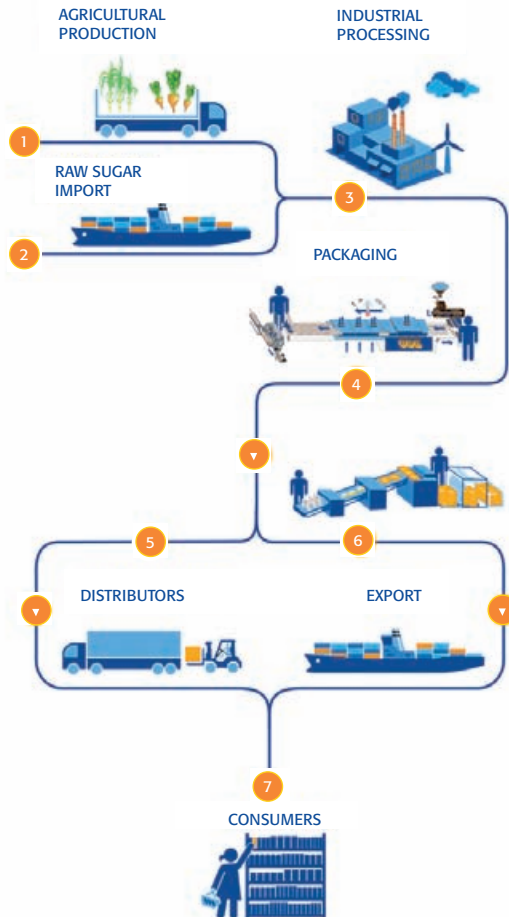 AGRICULTURAL
PRODUCTION
INDUSTRIAL
PROCESSING
1
RAW SUGAR
IMPORT
3
2
PACKAGING
4
5
6
DISTRIBUTORS
EXPORT
7
CONSUMERS